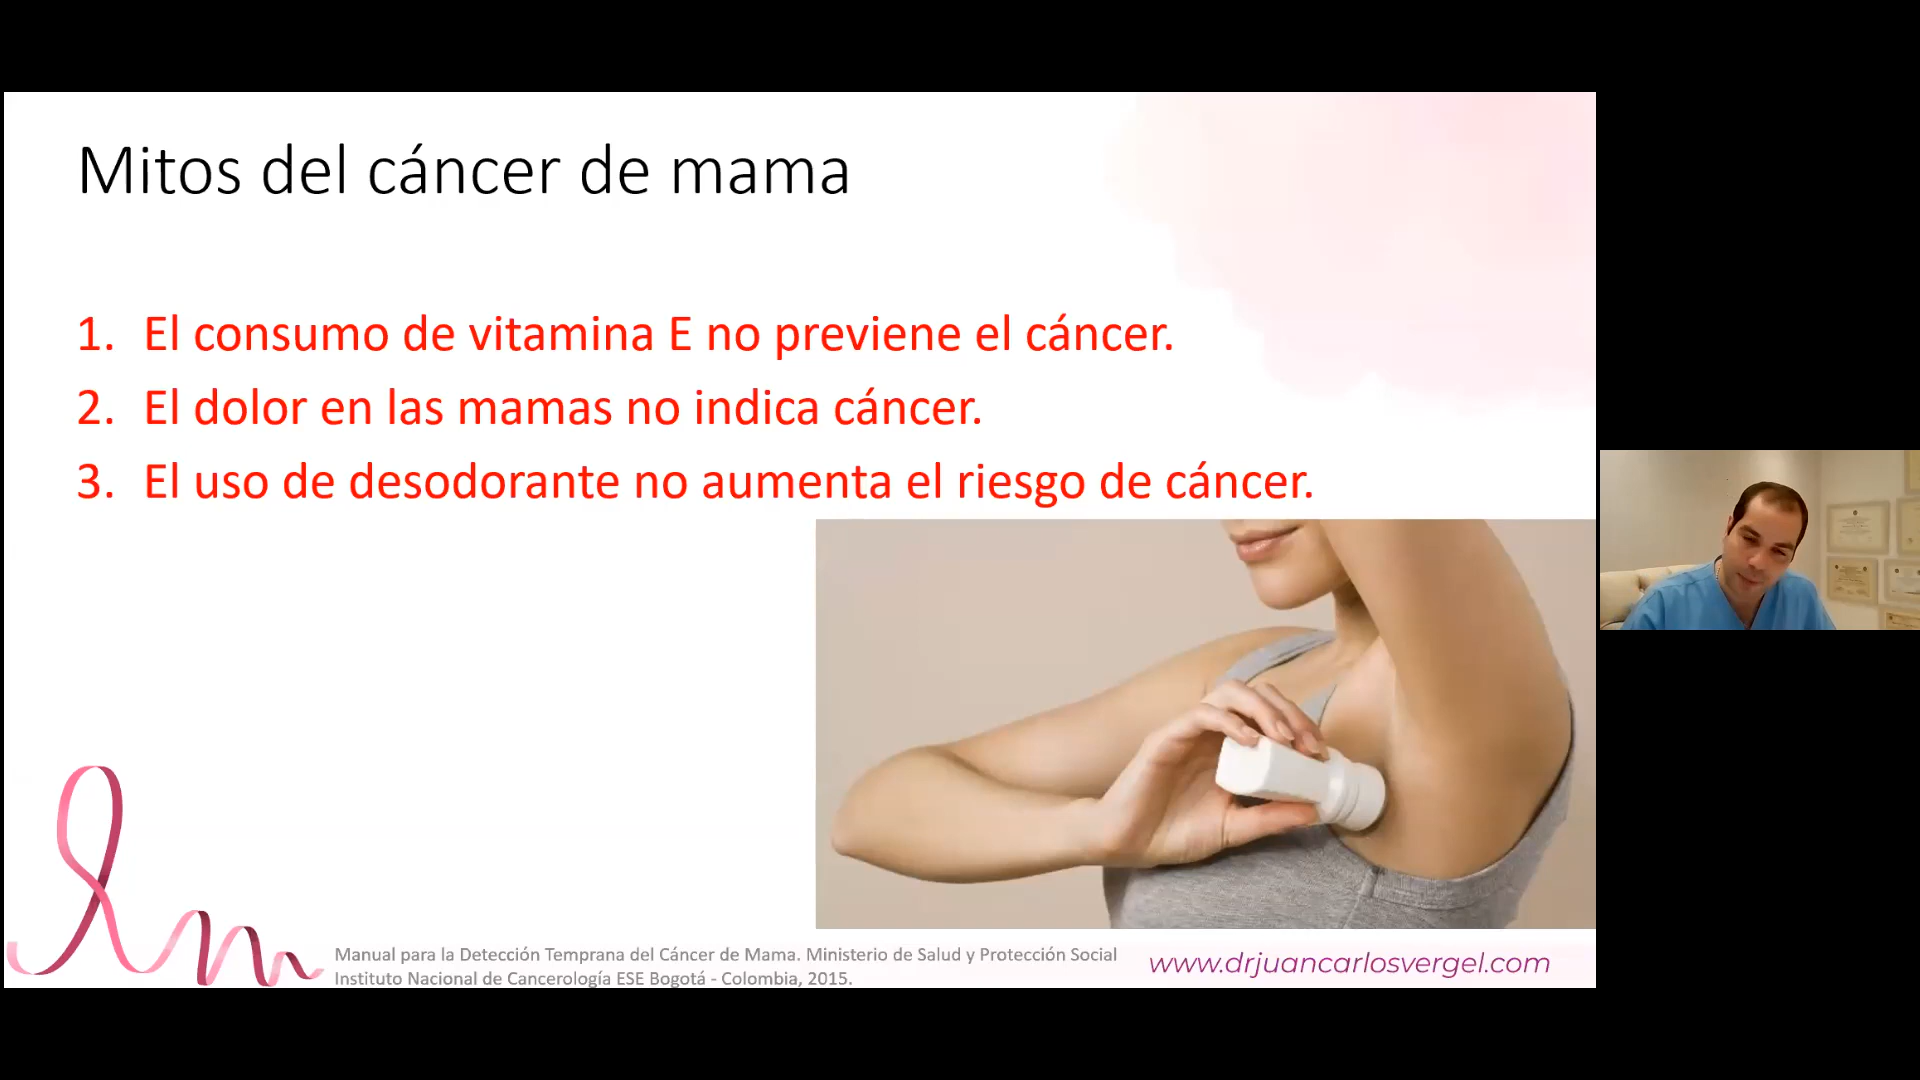 Mitos del cáncer de mama
1. El consumo de vitamina E no previene el cáncer.
2. El dolor en las mamas no indica cáncer.
3. El uso de desodorante no aumenta el riesgo de cáncer.
Manual para la Detección Temprana del Cáncer de Mama. Ministerio de Salud y Protección Social
Instituto Nacional de Cancerología ESE Bogotá - Colombia, 2015.
www.drjuancarlosvergel.com